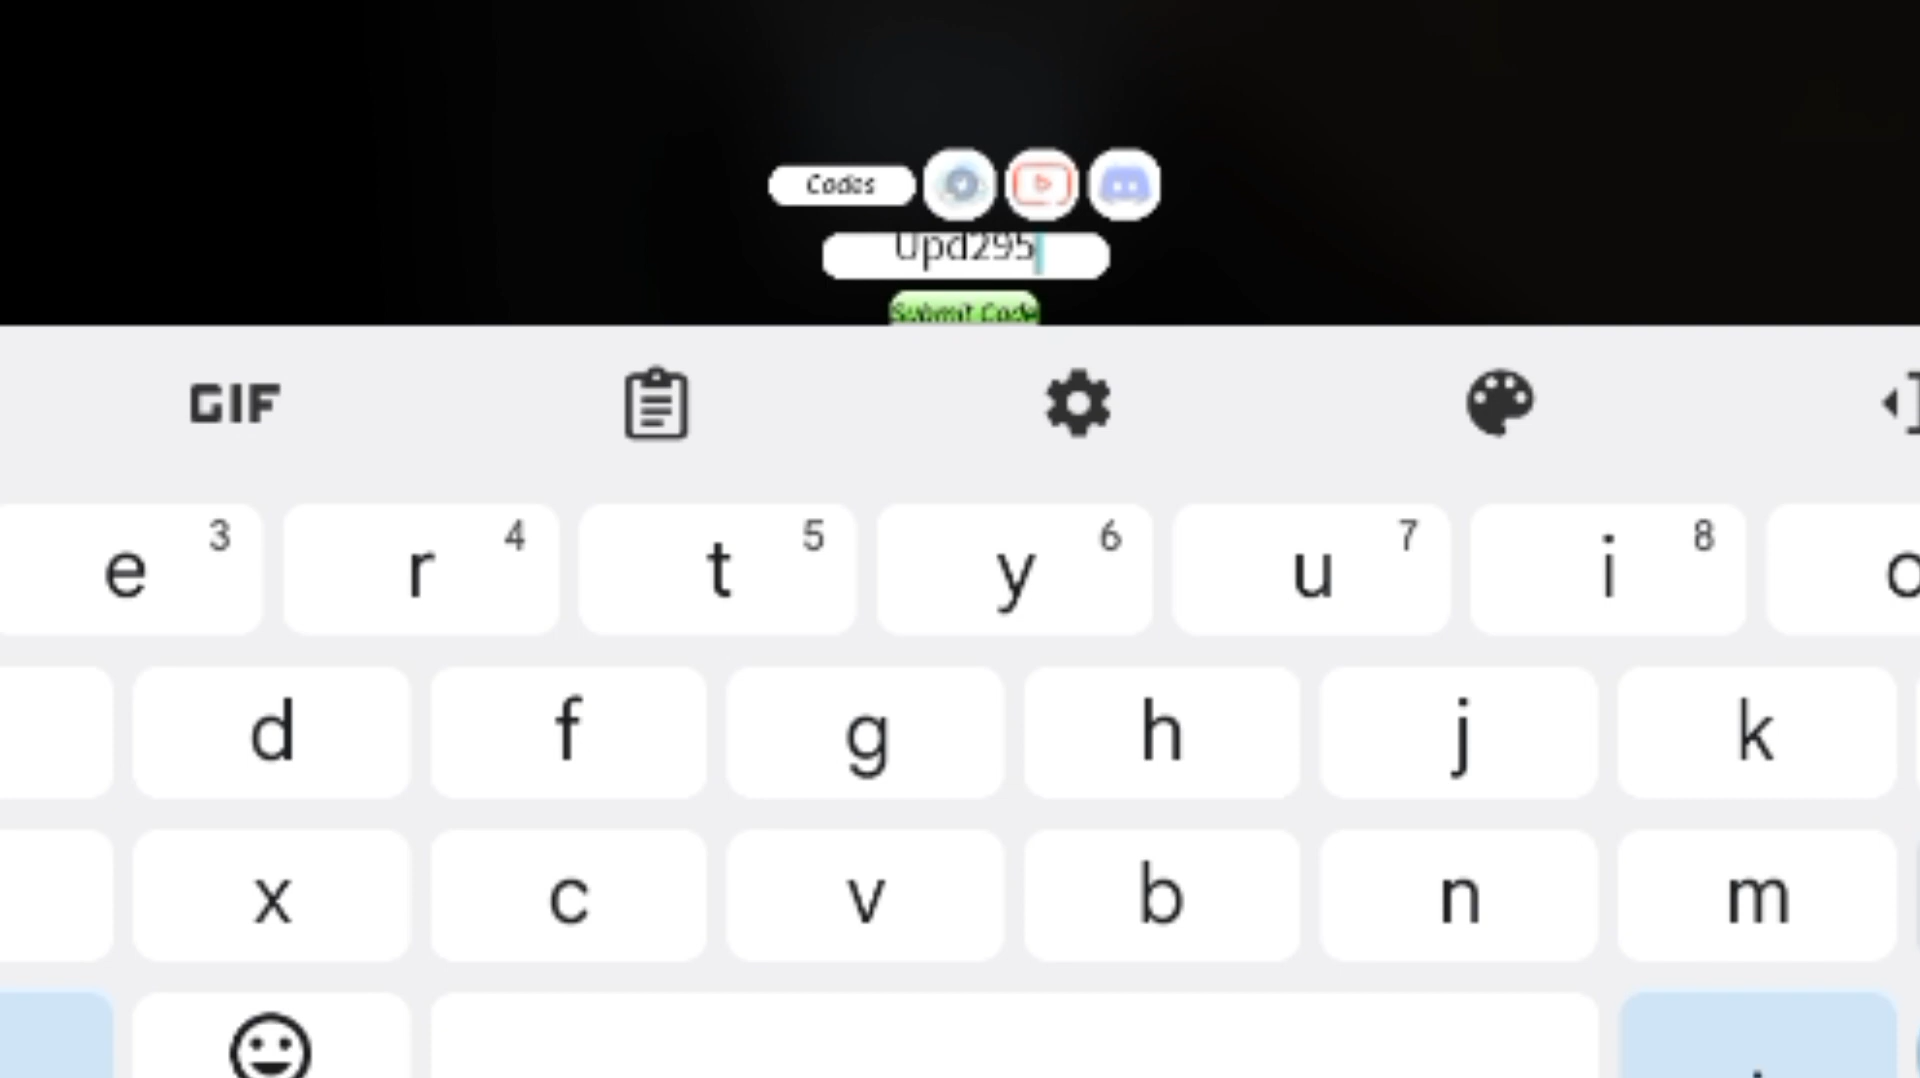 Codes
Upd295
Submit Code
GIF
e 3 r 4 t 5 y 6 u 7 i 8 o
d f g h j k
x c v b n m